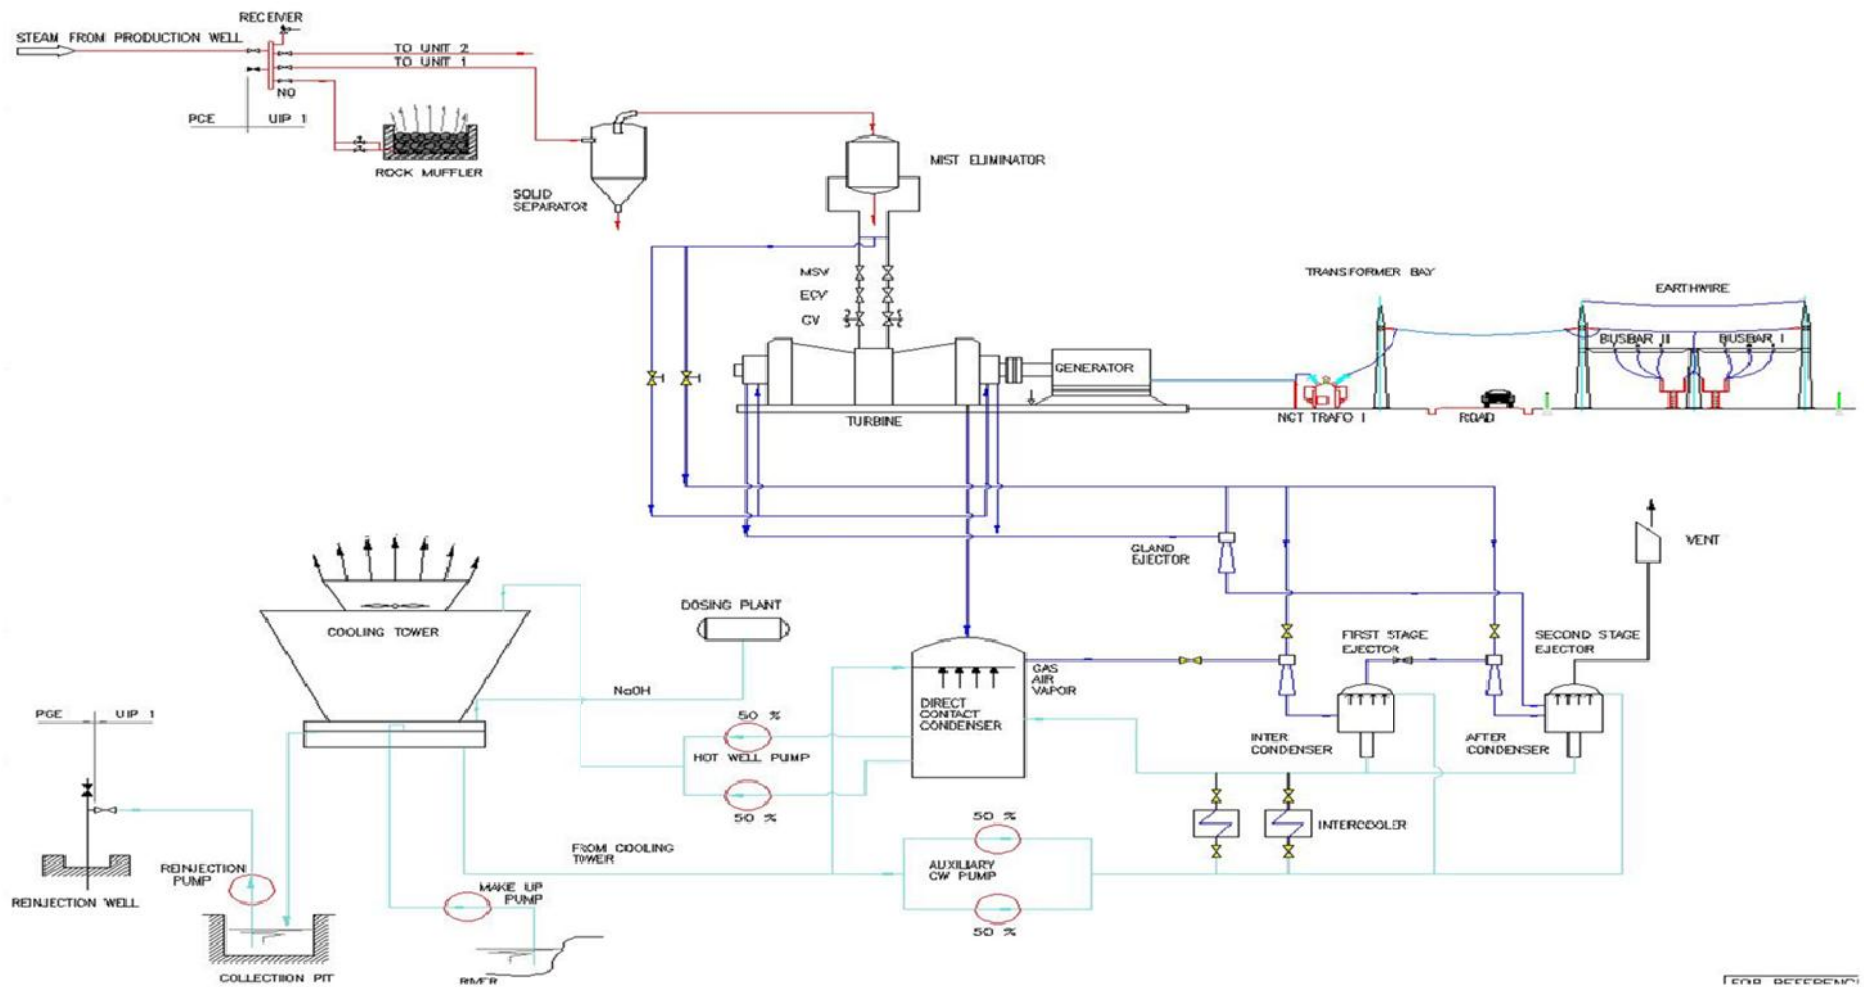 RECEIVER
STEAM FROM PRODUCTION WELL
TO UNIT 2
TO UNIT 1
NO
PGE
UIP 1
ROCK MUFFLER
SOLID
SEPARATOR
MIST ELIMINATOR
MSV
ECV
GV
TURBINE
GENERATOR
TRANSFORMER BAY
EARTHWIRE
BUSBAR II
BUSBAR I
NGT TRAFO I
ROAD
GLAND
EJECTOR
VENT
COOLING TOWER
DOSING PLANT
NaOH
FIRST STAGE
EJECTOR
SECOND STAGE
EJECTOR
GAS
AIR
VAPOR
DIRECT
CONTACT
CONDENSER
50 %
HOT WELL PUMP
50 %
INTER
CONDENSER
AFTER
CONDENSER
PGE
UIP 1
INTERCOOLER
FROM COOLING
TOWER
50 %
AUXILIARY
CW PUMP
50 %
REINJECTION
PUMP
MAKE UP
PUMP
REINJECTION WELL
COLLECTIION PIT
RIVER
FOR REFERENC